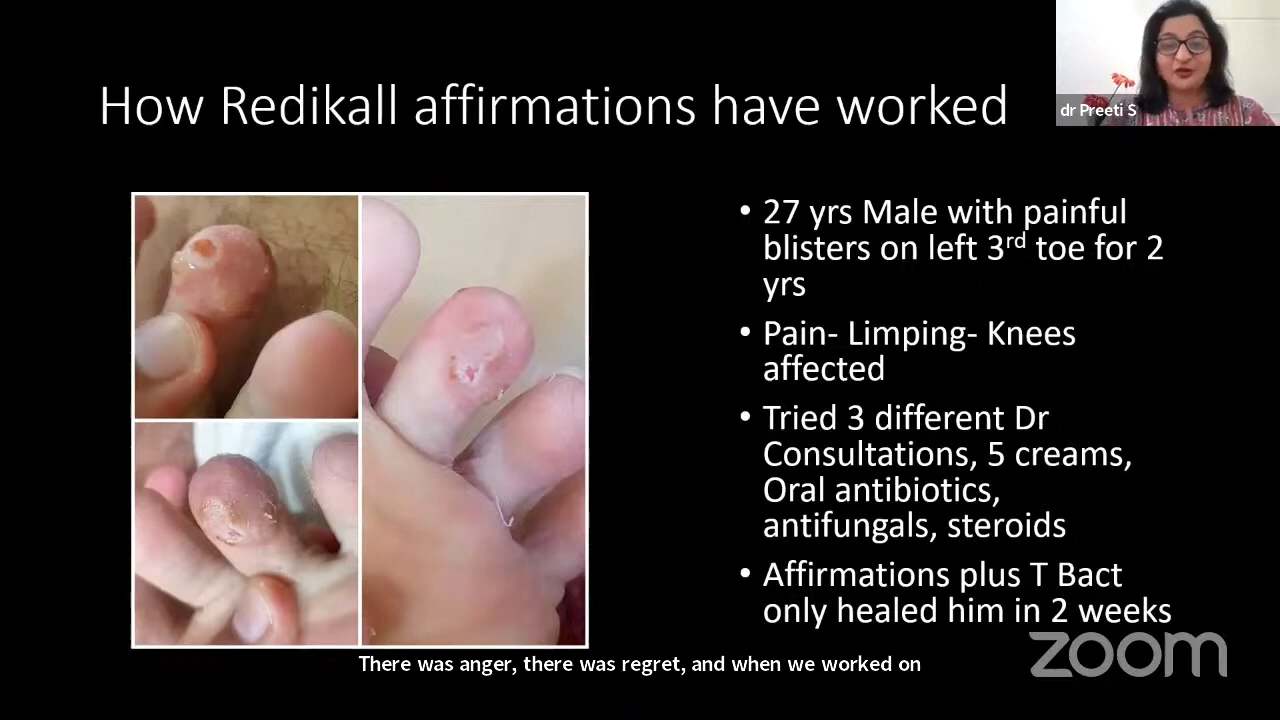 How Redikall affirmations have worked
dr Preeti S
• 27 yrs Male with painful
blisters on left 3rd toe for 2
yrs
• Pain- Limping- Knees
affected
• Tried 3 different Dr
Consultations, 5 creams,
Oral antibiotics,
antifungals, steroids
• Affirmations plus T Bact
only healed him in 2 weeks
zoom
There was anger, there was regret, and when we worked on